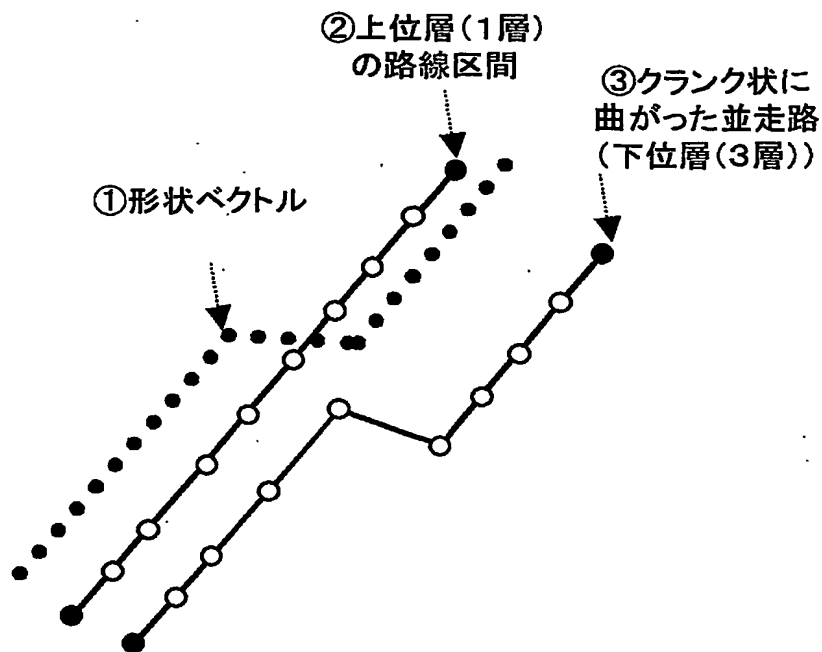 ②上位層(1層)
の路線区間
③クランク状に
曲がった並走路
(下位層(3層))
①形状ベクトル